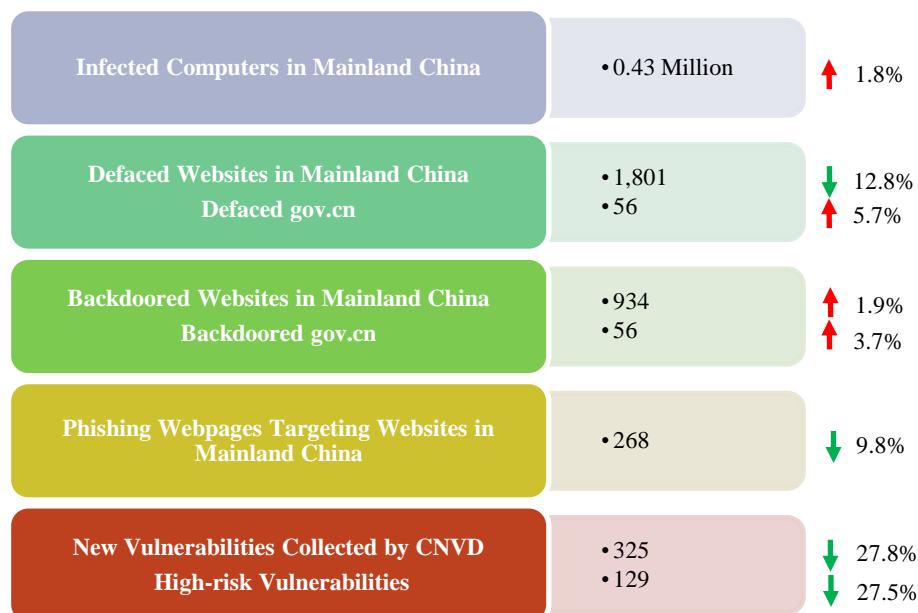 Infected Computers in Mainland China
• 0.43 Million
1.8%
Defaced Websites in Mainland China
Defaced gov.cn
• 1,801
• 56
12.8%
5.7%
Backdoored Websites in Mainland China
Backdoored gov.cn
• 934
• 56
1.9%
3.7%
Phishing Webpages Targeting Websites in
Mainland China
• 268
9.8%
New Vulnerabilities Collected by CNVD
High-risk Vulnerabilities
• 325
• 129
27.8%
27.5%